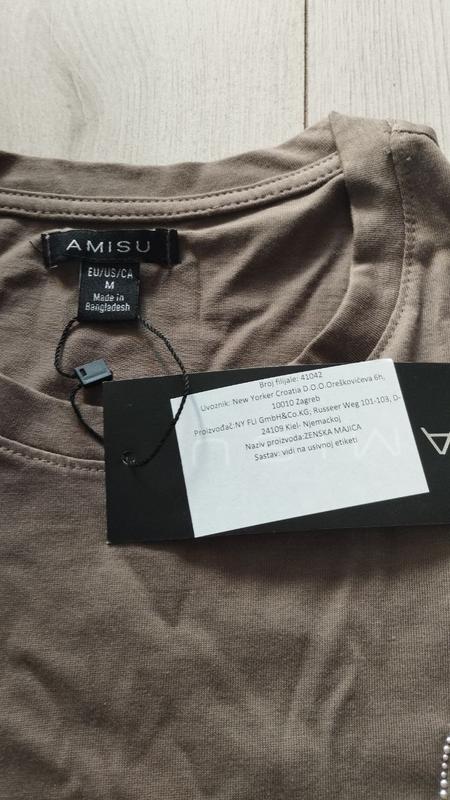 AMISU
EU/US/CA
M
Made in
Bangladesh
Broj filijale: 41042
Uvoznik: New Yorker Croatia D.O.O.Oreškovićeva 6h,
10010 Zagreb
Proizvođač:NY FLI GmbH&Co.KG; Russeer Weg 101-103, D-
24109 Kiel- Njemačkoj
Naziv proizvoda:ZENSKA MAJICA
Sastav: vidi na usivnoj etiketi